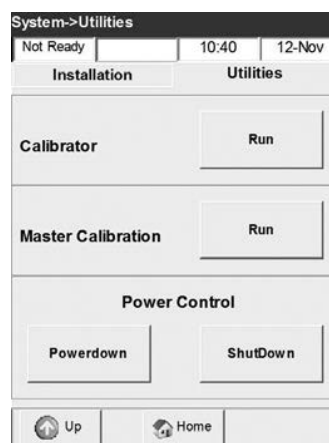 System->Utilities
Not Ready 10:40 12-Nov
Installation Utilities
Calibrator Run
Master Calibration Run
Power Control
Powerdown ShutDown
Up Home